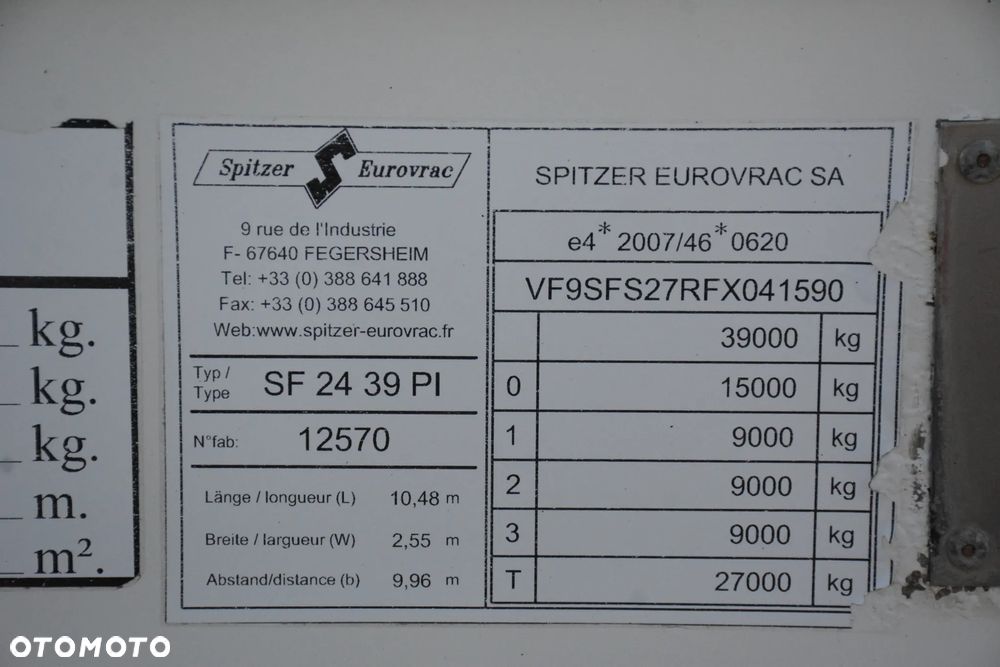 kg.
kg.
kg.
m.
m².
Spitzer S Eurovrac
9 rue de l'Industrie
F- 67640 FEGERSHEIM
Tel: +33 (0) 388 641 888
Fax: +33 (0) 388 645 510
Web:www.spitzer-eurovrac.fr
Typ / Type SF 24 39 PI
N°fab: 12570
Länge / longueur (L) 10,48 m
Breite / largueur (W) 2,55 m
Abstand/distance (b) 9,96 m
SPITZER EUROVRAC SA
e4* 2007/46 *0620
VF9SFS27RFX041590
39000 kg
0 15000 kg
1 9000 kg
2 9000 kg
3 9000 kg
T 27000 kg
OTOMOTO